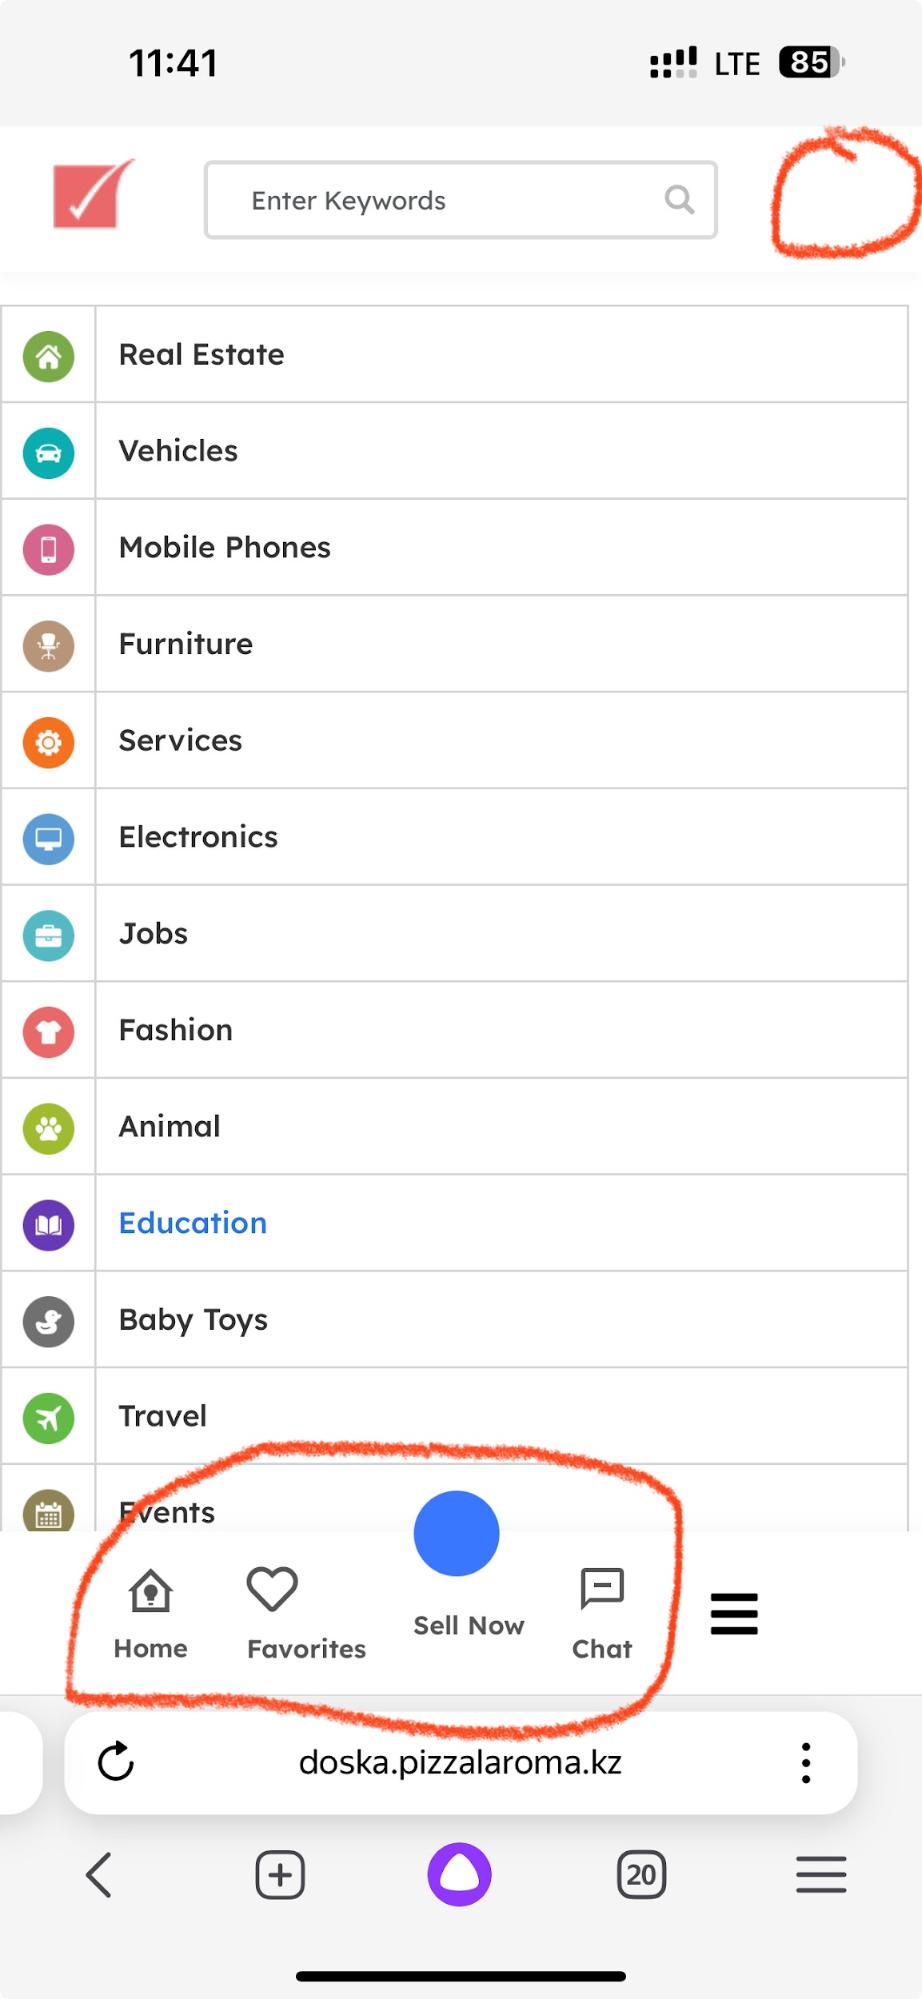 11:41
LTE
85
Enter Keywords
Real Estate
Vehicles
Mobile Phones
Furniture
Services
Electronics
Jobs
Fashion
Animal
Education
Baby Toys
Travel
Events
Home
Favorites
Sell Now
Chat
doska.pizzalaroma.kz
20